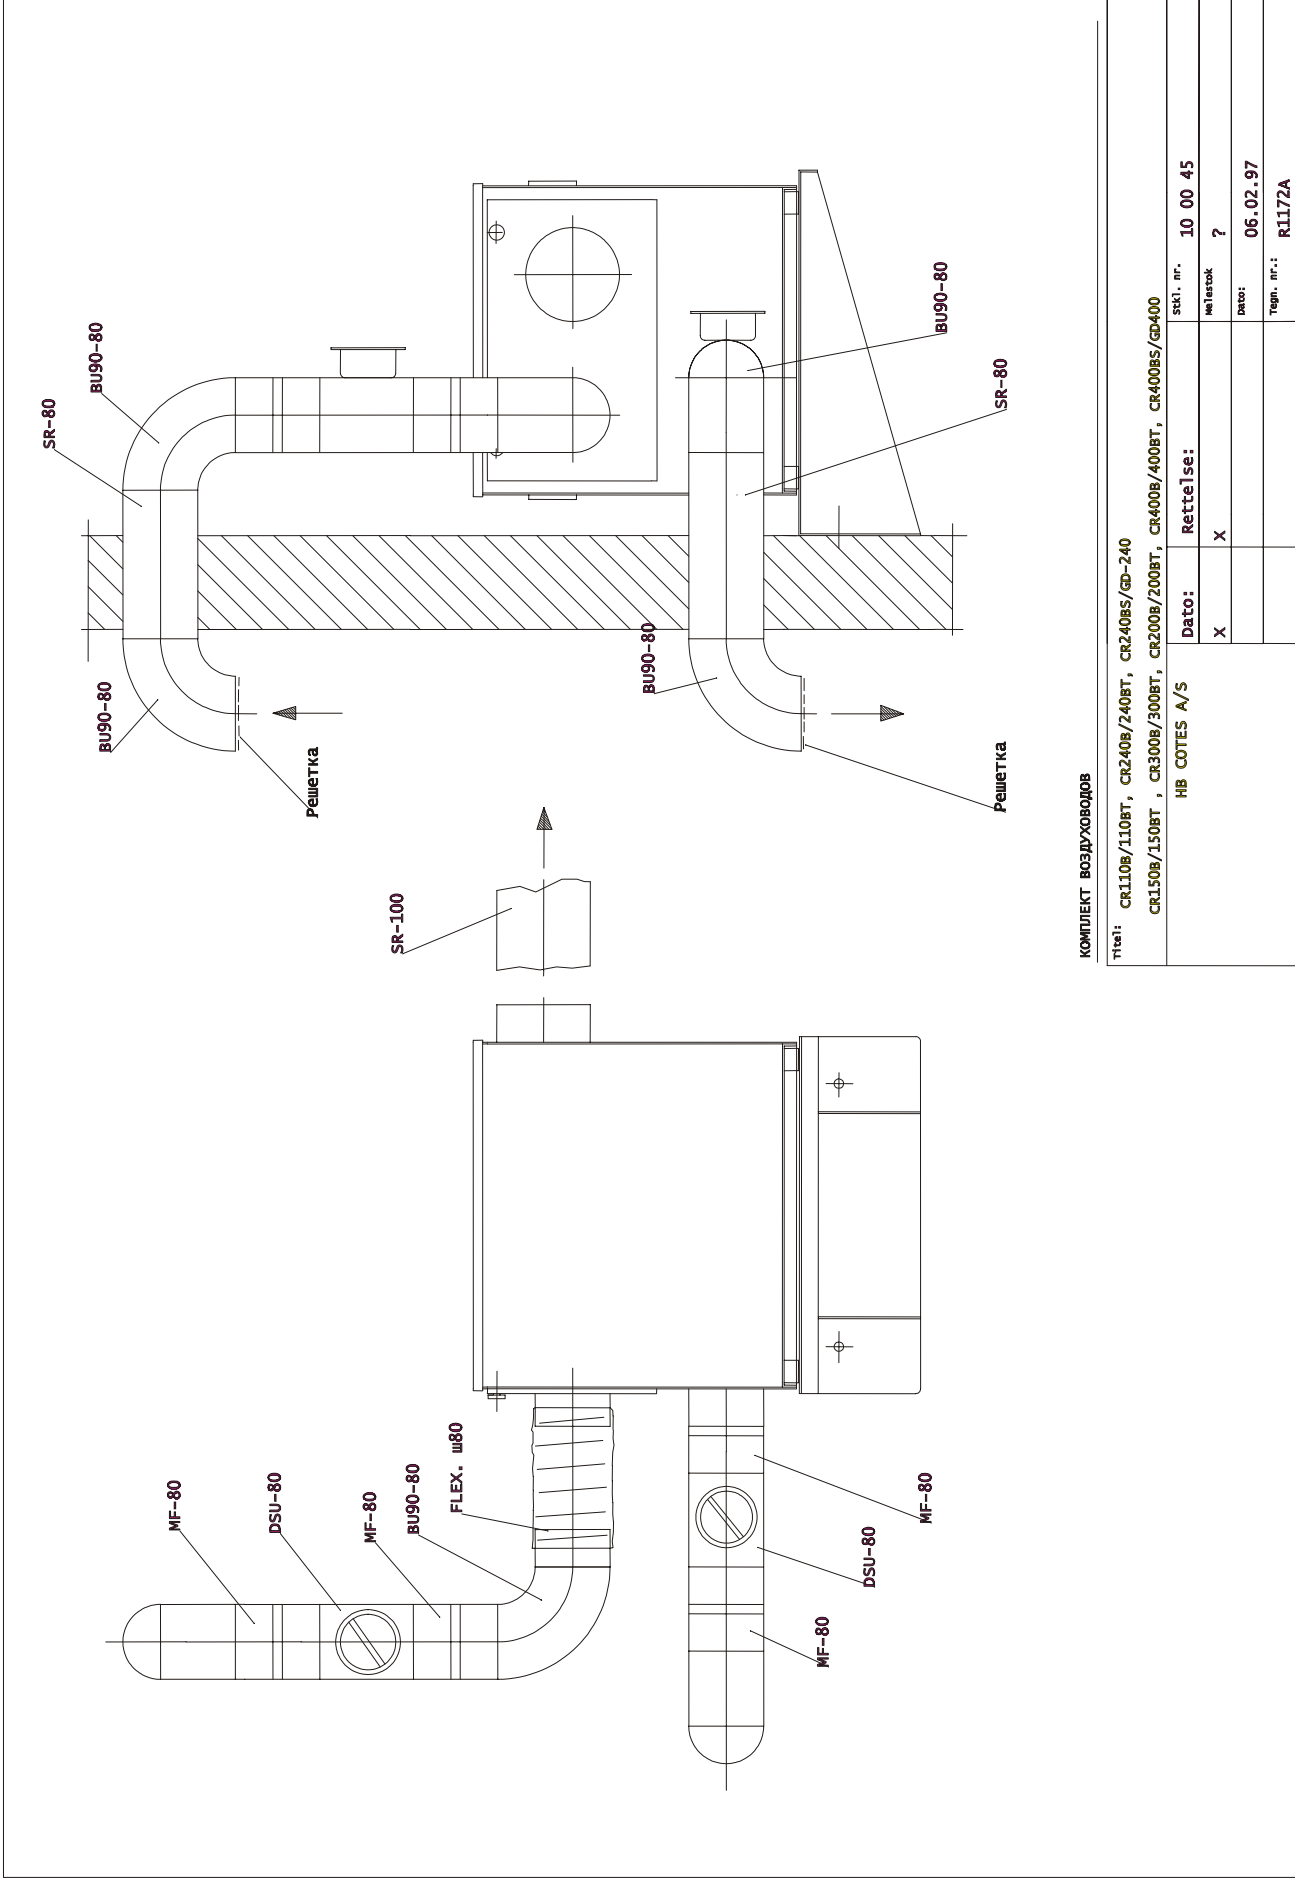 SR-80
BU90-80
BU90-80
Решетка
BU90-80
SR-80
BU90-80
Решетка
SR-100
MF-80
DSU-80
MF-80
BU90-80
FLEX. ш80
MF-80
DSU-80
MF-80
КОМПЛЕКТ ВОЗДУХОВОДОВ
Titel: CR110B/110BT, CR240B/240BT, CR240BS/GD-240
CR150B/150BT , CR300B/300BT, CR200B/200BT, CR400B/400BT, CR400BS/GD400
HB COTES A/S
Dato: Rettelse: Stkl. nr. 10 00 45
X X Målestok ?
Dato: 06.02.97
Tegn. nr.: R1172A